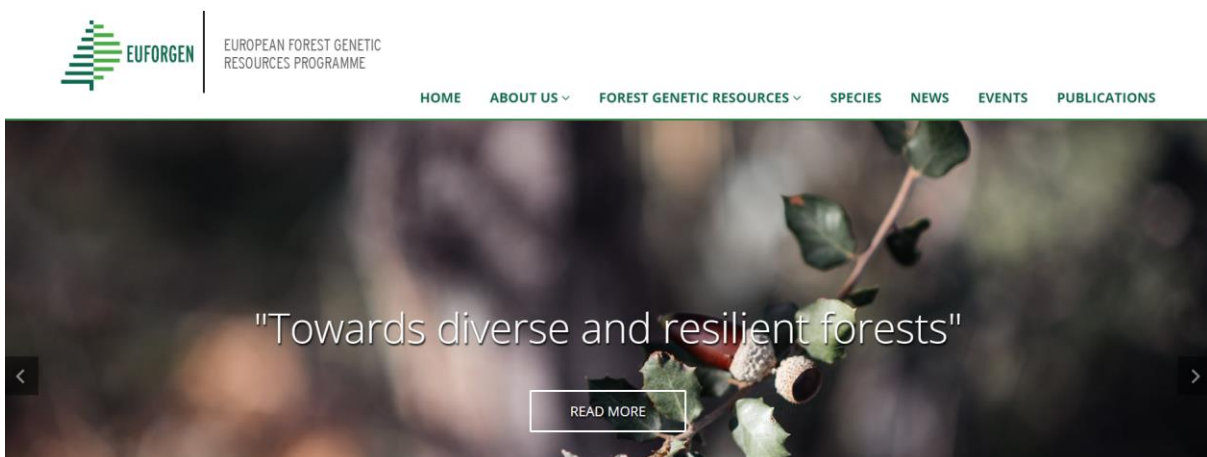 EUFORGEN
EUROPEAN FOREST GENETIC
RESOURCES PROGRAMME
HOME ABOUT US FOREST GENETIC RESOURCES SPECIES NEWS EVENTS PUBLICATIONS
"Towards diverse and resilient forests"
READ MORE